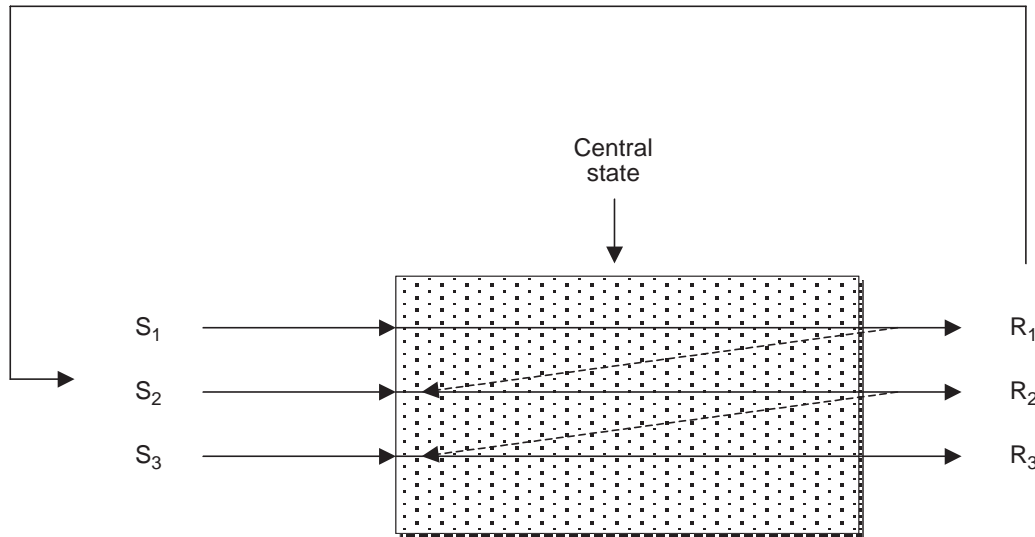 Central
state
S₁
R₁
S₂
R₂
S₃
R₃